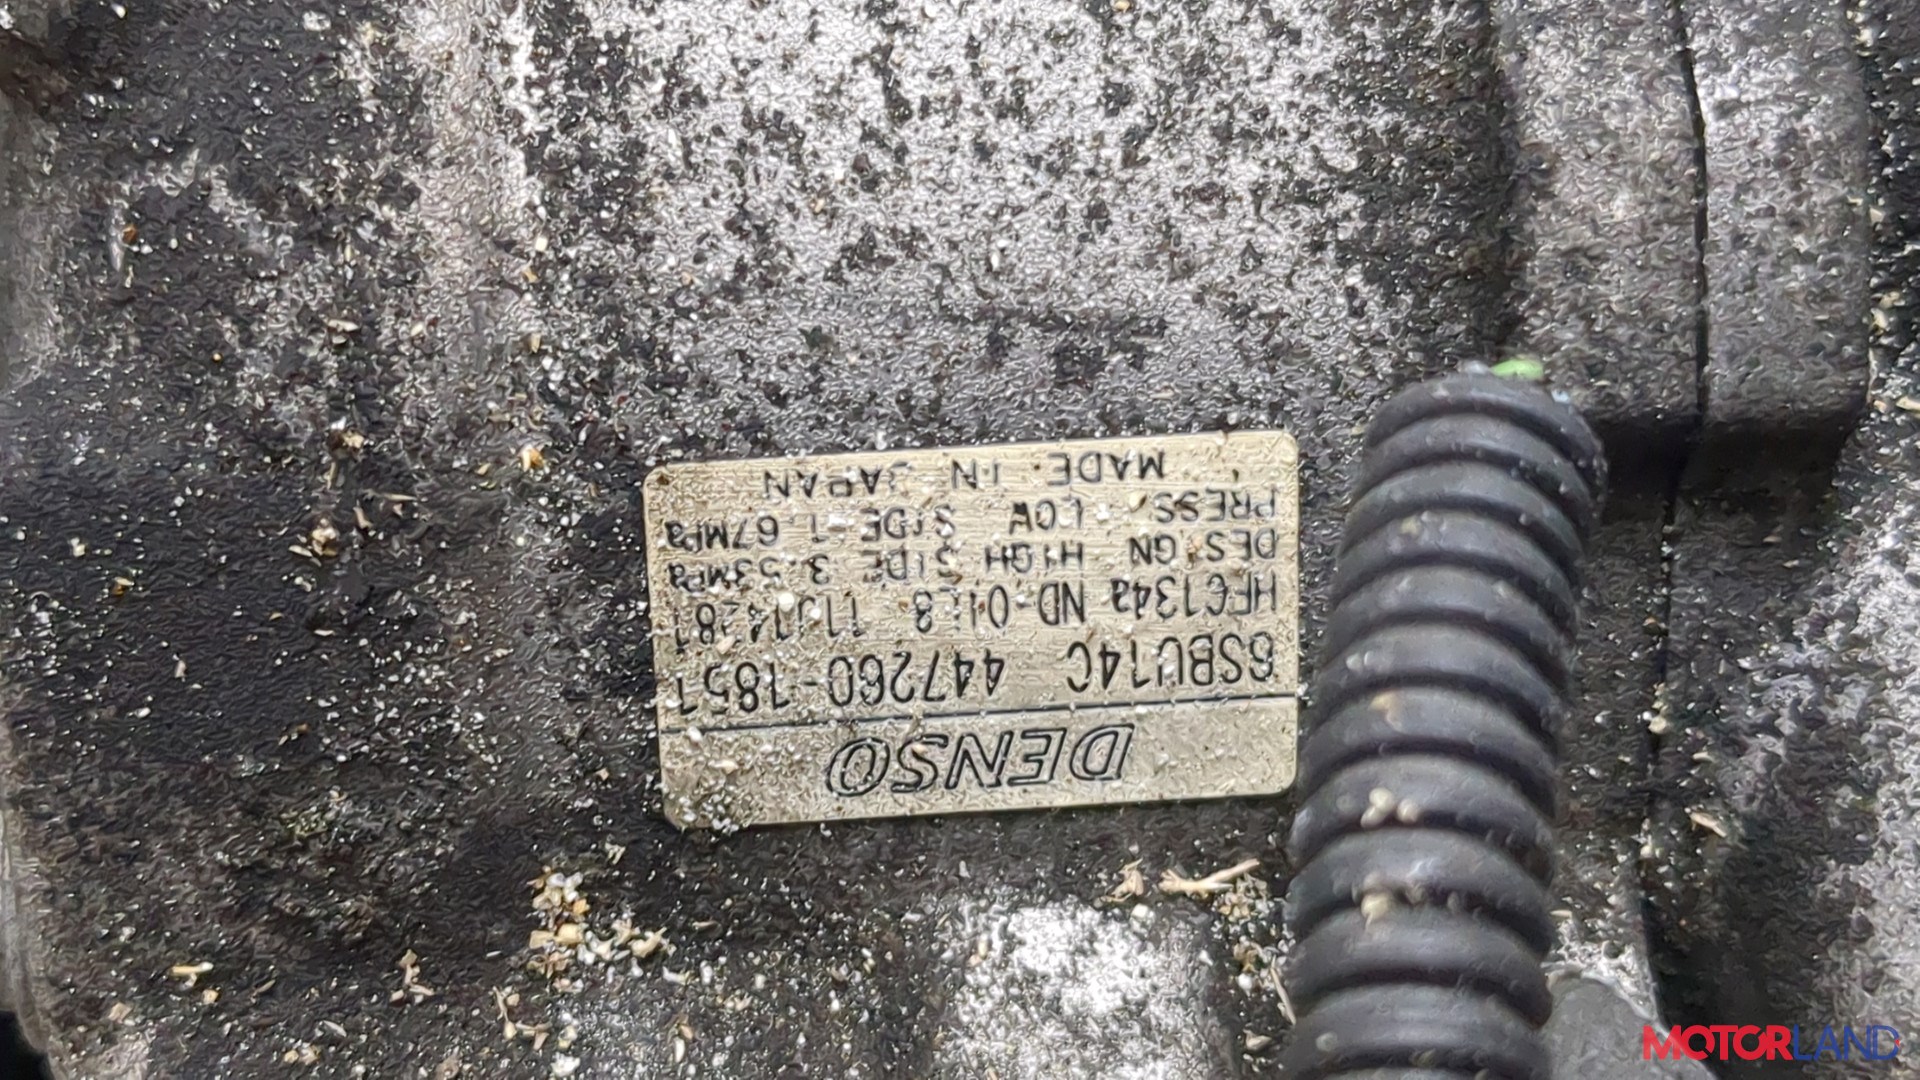 DENSO
6SBU14C 447260-1851
HFC134a ND-OIL8
DESIGN HIGH SIDE 3.53MPa
PRESS. LOW SIDE 1.67MPa
MADE IN JAPAN
MOTORLAND